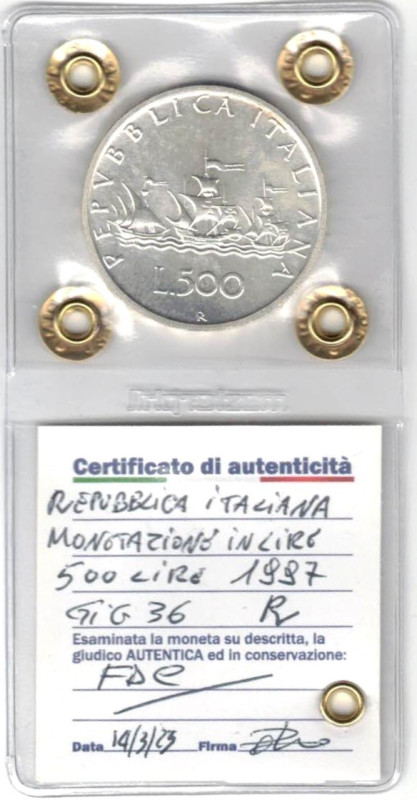 REPVBBLICA ITALIANA
L.500
R
Certificato di autenticità
REPUBBLICA ITALIANA
MONETAZIONE IN LIRE
500 LIRE 1997
GIG 36 R
Esaminata la moneta su descritta, la
giudico AUTENTICA ed in conservazione:
FDC
Data 14/3/23 Firma